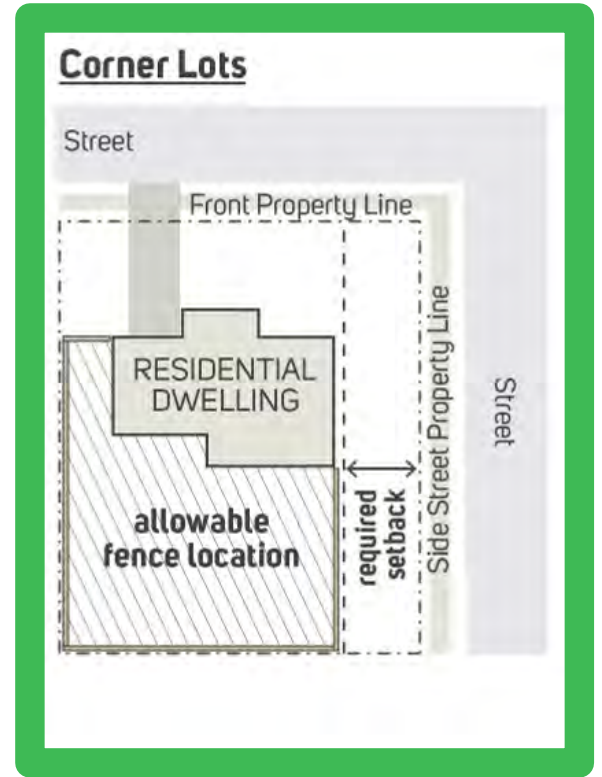 Corner Lots
Street
Front Property Line
RESIDENTIAL
DWELLING
Side Street Property Line
Street
required
setback
allowable
fence location